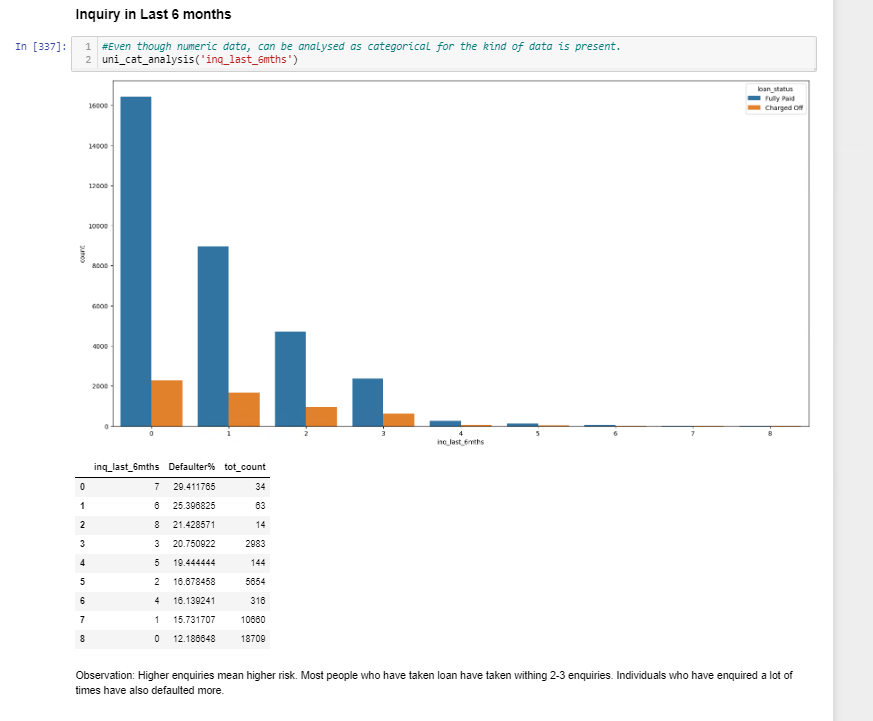 Inquiry in Last 6 months
In [337]:
1 #Even though numeric data, can be analysed as categorical for the kind of data is present.
2 uni_cat_analysis('inq_last_6mths')
loan_status
Fully Paid
Charged Off
16000
14000
12000
10000
8000
6000
4000
2000
0
count
0 1 2 3 4 5 6 7 8
inq_last_6mths
inq_last_6mths Defaulter% tot_count
0 7 29.411765 34
1 6 25.396825 63
2 8 21.428571 14
3 3 20.750922 2983
4 5 19.444444 144
5 2 16.678458 5654
6 4 16.139241 316
7 1 15.731707 10660
8 0 12.186648 18709
Observation: Higher enquiries mean higher risk. Most people who have taken loan have taken withing 2-3 enquiries. Individuals who have enquired a lot of
times have also defaulted more.